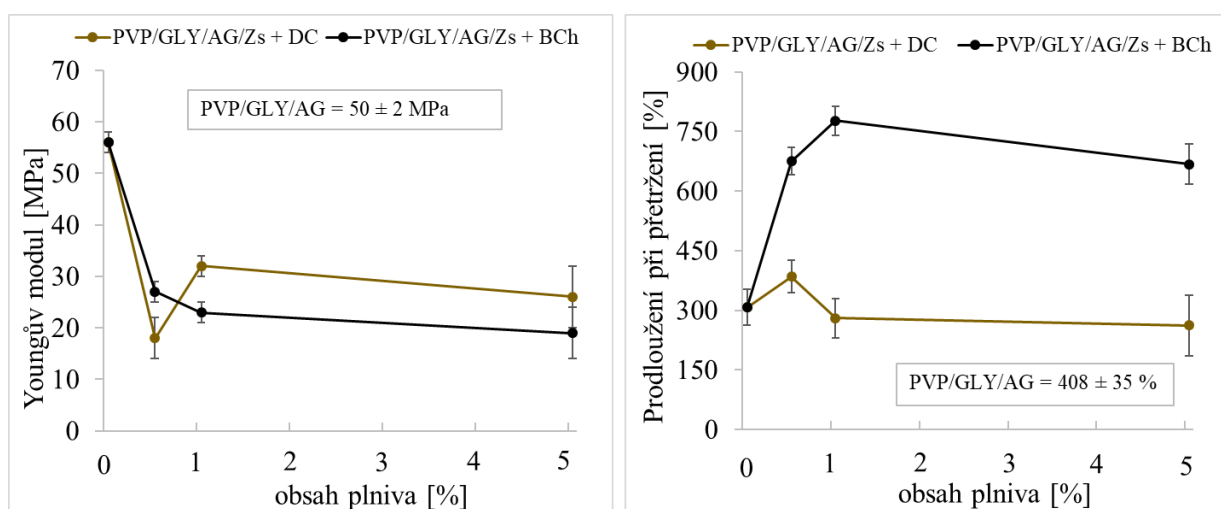 PVP/GLY/AG/Zs + DC PVP/GLY/AG/Zs + BCh
70
60
50
40
30
20
10
0
Youngův modul [MPa]
PVP/GLY/AG = 50 ± 2 MPa
0 1 2 3 4 5
obsah plniva [%]
PVP/GLY/AG/Zs + DC PVP/GLY/AG/Zs + BCh
900
750
600
450
300
150
0
Prodloužení při přetržení [%]
PVP/GLY/AG = 408 ± 35 %
0 1 2 3 4 5
obsah plniva [%]